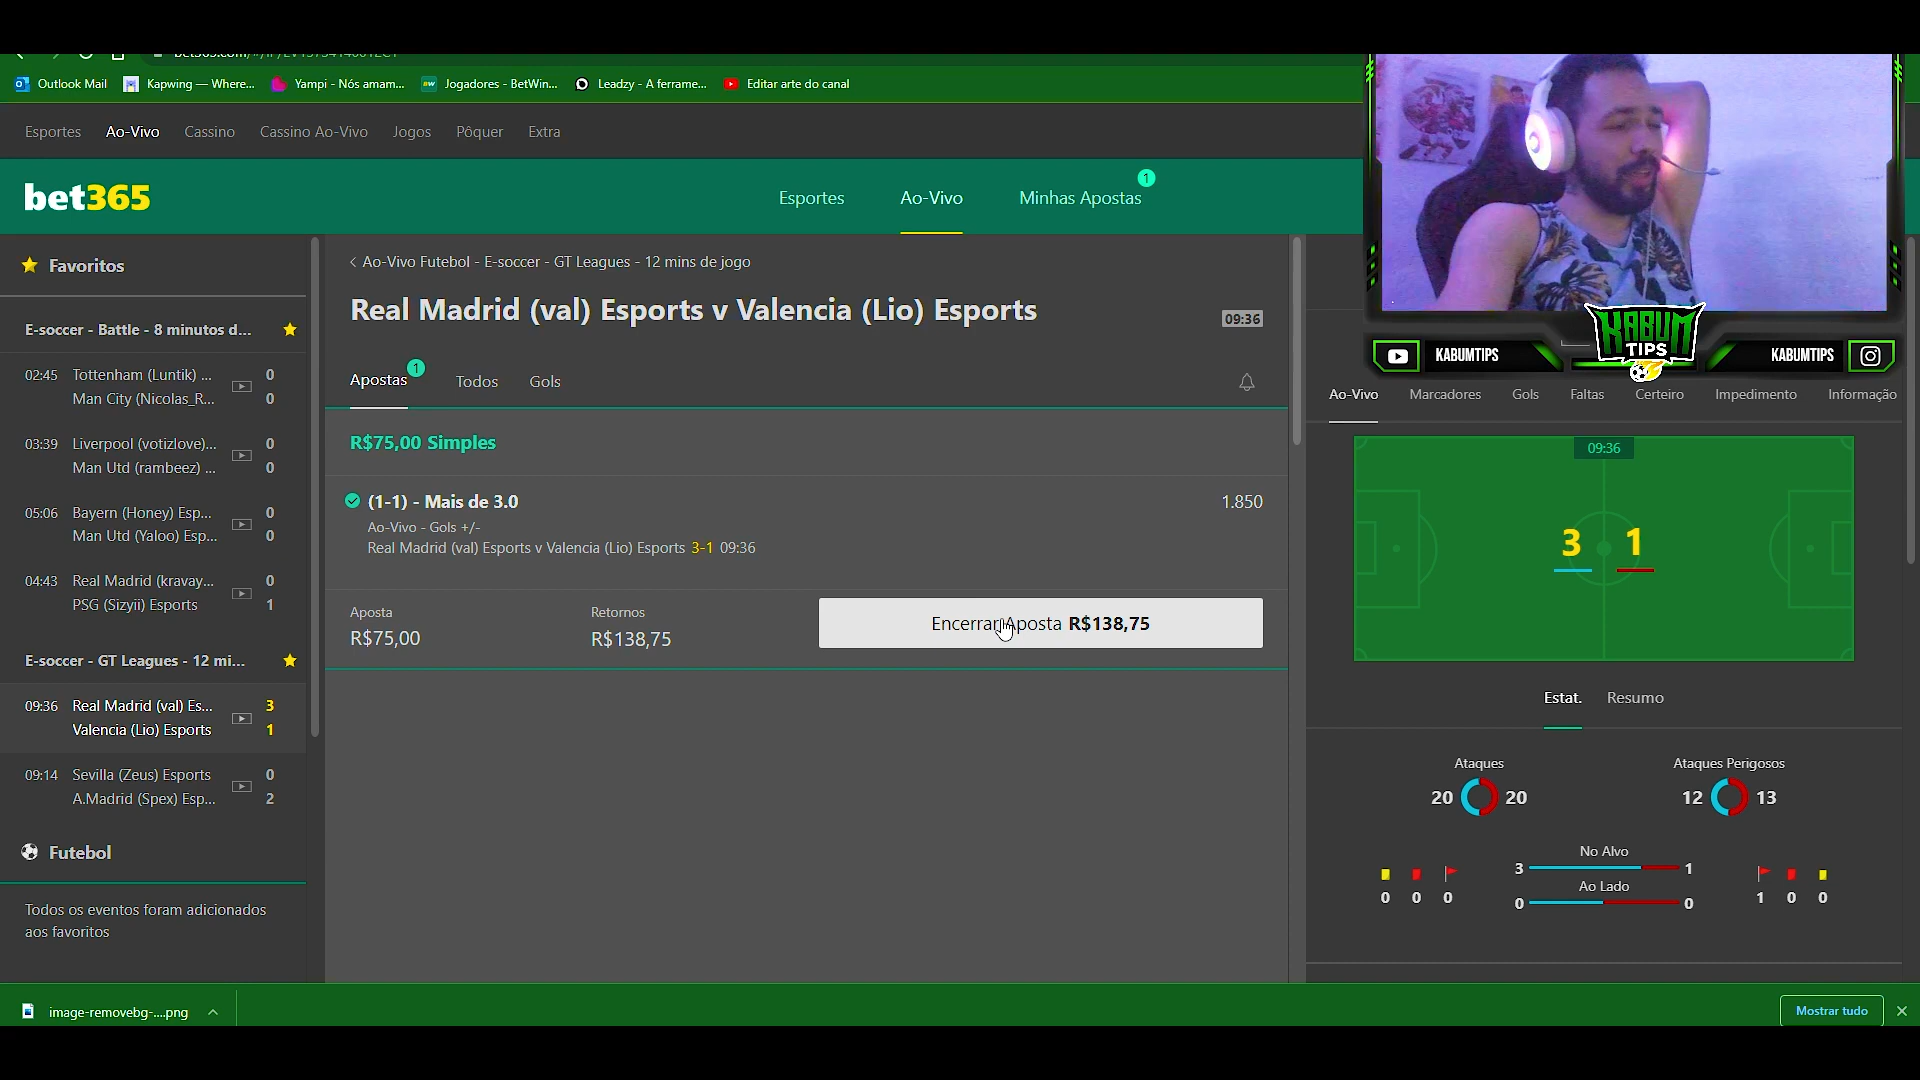 Outlook Mail
Kapwing — Where...
Yampi - Nós amam...
Jogadores - BetWin...
Leadzy - A ferrame...
Editar arte do canal
Esportes
Ao-Vivo
Cassino
Cassino Ao-Vivo
Jogos
Pôquer
Extra
bet365
Esportes
Ao-Vivo
Minhas Apostas
1
Favoritos
E-soccer - Battle - 8 minutos d...
02:45 Tottenham (Luntik) ... 0
Man City (Nicolas_R... 0
03:39 Liverpool (votizlove)... 0
Man Utd (rambeez) ... 0
05:06 Bayern (Honey) Esp... 0
Man Utd (Yaloo) Esp... 0
04:43 Real Madrid (kravay... 0
PSG (Sizyii) Esports 1
E-soccer - GT Leagues - 12 mi...
09:36 Real Madrid (val) Es... 3
Valencia (Lio) Esports 1
09:14 Sevilla (Zeus) Esports 0
A.Madrid (Spex) Esp... 2
Futebol
Todos os eventos foram adicionados
aos favoritos
< Ao-Vivo Futebol - E-soccer - GT Leagues - 12 mins de jogo
Real Madrid (val) Esports v Valencia (Lio) Esports
09:36
Apostas
1
Todos
Gols
R$75,00 Simples
(1-1) - Mais de 3.0 1.850
Ao-Vivo - Gols +/-
Real Madrid (val) Esports v Valencia (Lio) Esports 3-1 09:36
Aposta
R$75,00
Retornos
R$138,75
Encerrar Aposta R$138,75
KABUMTIPS
KABUM
TIPS
KABUMTIPS
Ao-Vivo
Marcadores
Gols
Faltas
Certeiro
Impedimento
Informação
09:36
3 1
Estat.
Resumo
Ataques
20 20
Ataques Perigosos
12 13
No Alvo
3 1
Ao Lado
0 0
0 0 0
1 0 0
image-removebg-....png
Mostrar tudo